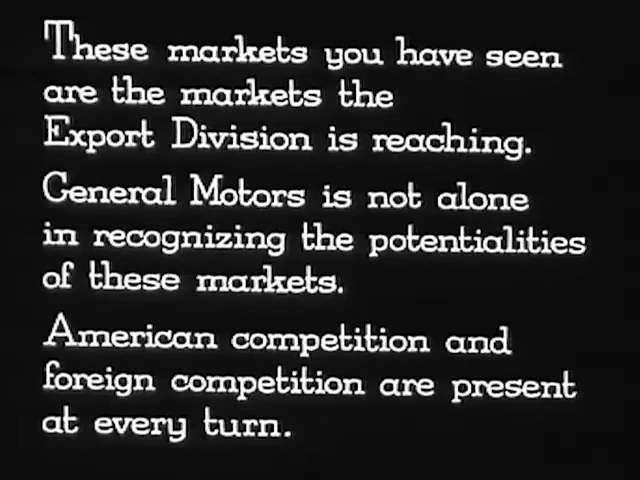 These markets you have seen
are the markets the
Export Division is reaching.
General Motors is not alone
in recognizing the potentialities
of these markets.
American competition and
foreign competition are present
at every turn.